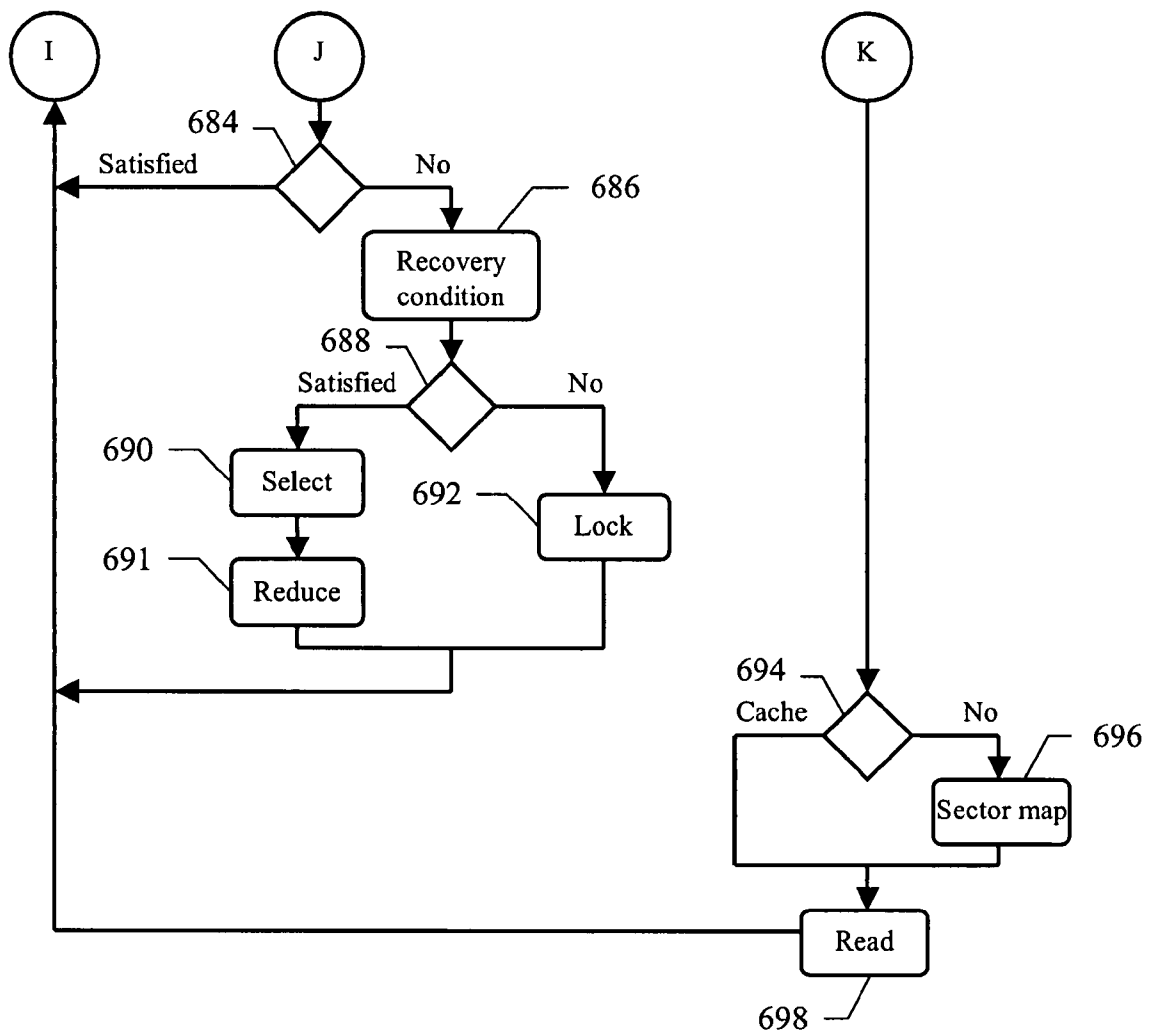 I
J
K
684
Satisfied
No
686
Recovery
condition
688
Satisfied
No
690
Select
692
Lock
691
Reduce
694
Cache
No
696
Sector map
Read
698